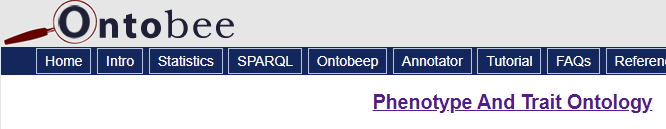 Ontobee
Home Intro Statistics SPARQL Ontobeep Annotator Tutorial FAQs
Phenotype And Trait Ontology